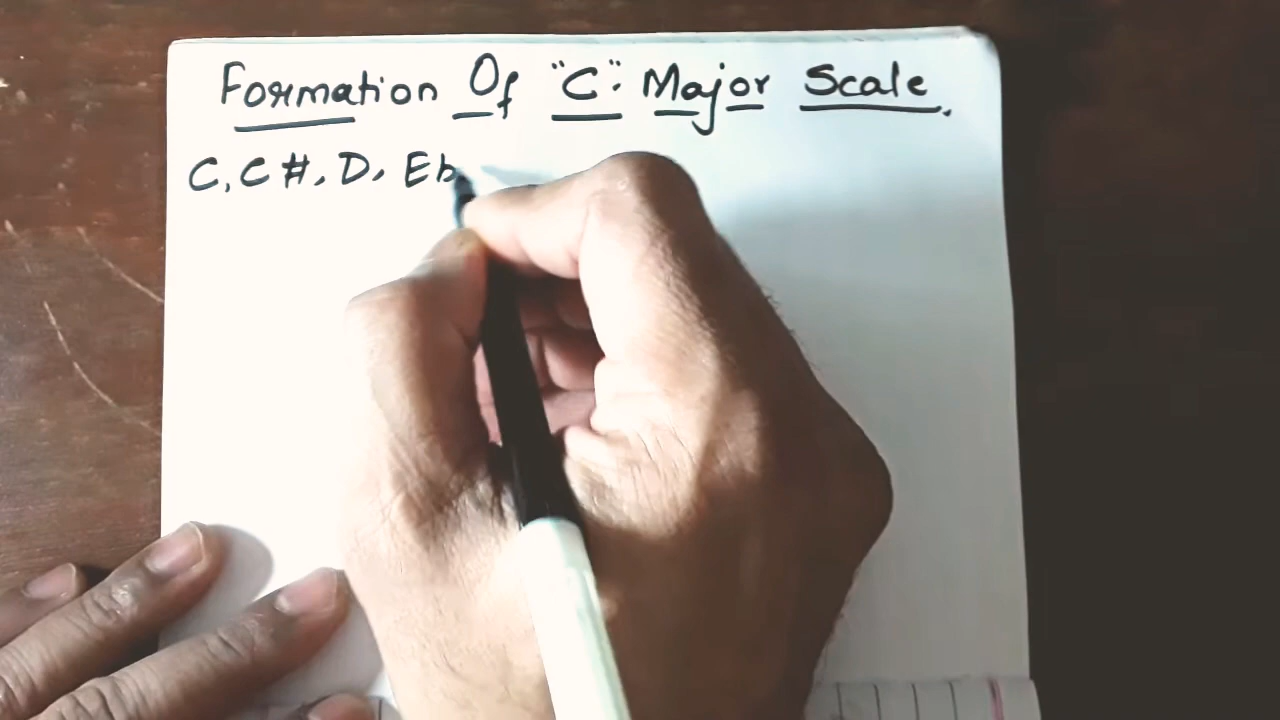 Formation Of "C" Major Scale.
C, C#, D, Eb